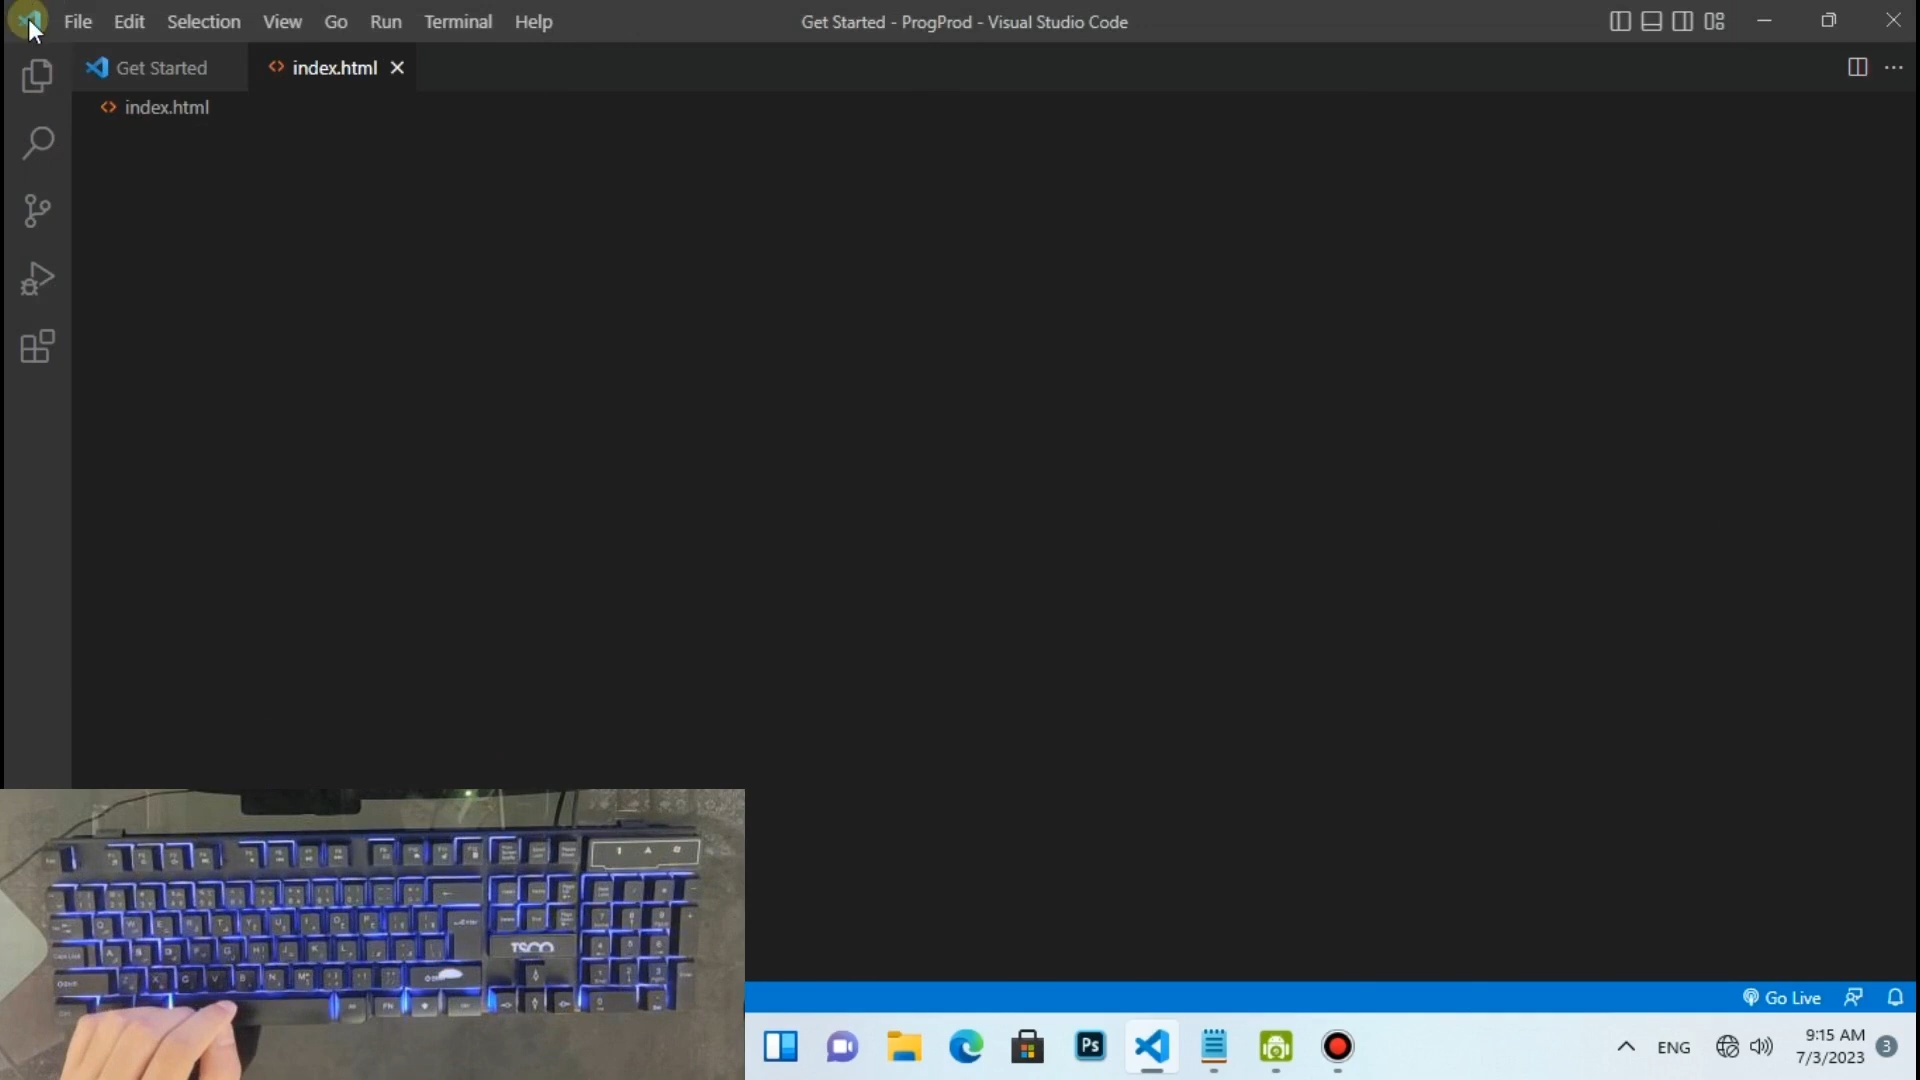 File Edit Selection View Go Run Terminal Help
Get Started - ProgProd - Visual Studio Code
Get Started
index.html
index.html
TSCO
Go Live
Ps
ENG
9:15 AM
7/3/2023
3